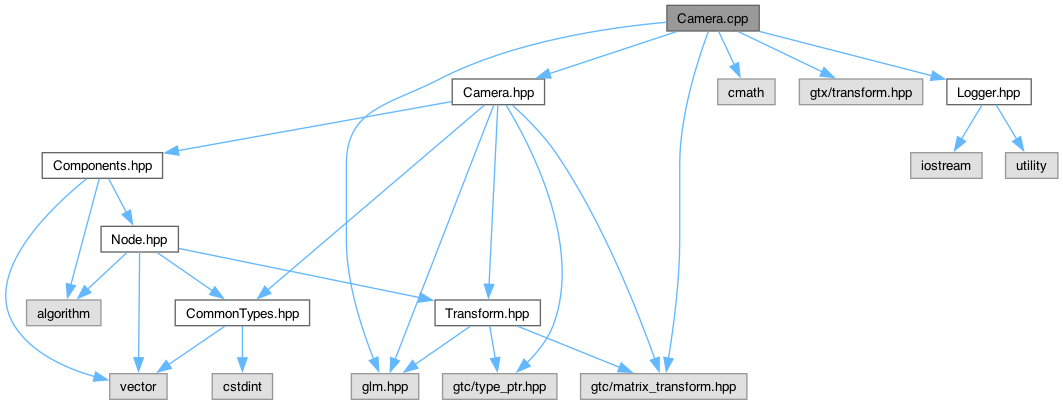 Camera.cpp
Camera.hpp
cmath
gtx/transform.hpp
Logger.hpp
Components.hpp
iostream
utility
Node.hpp
algorithm
CommonTypes.hpp
Transform.hpp
vector
cstdint
glm.hpp
gtc/type_ptr.hpp
gtc/matrix_transform.hpp